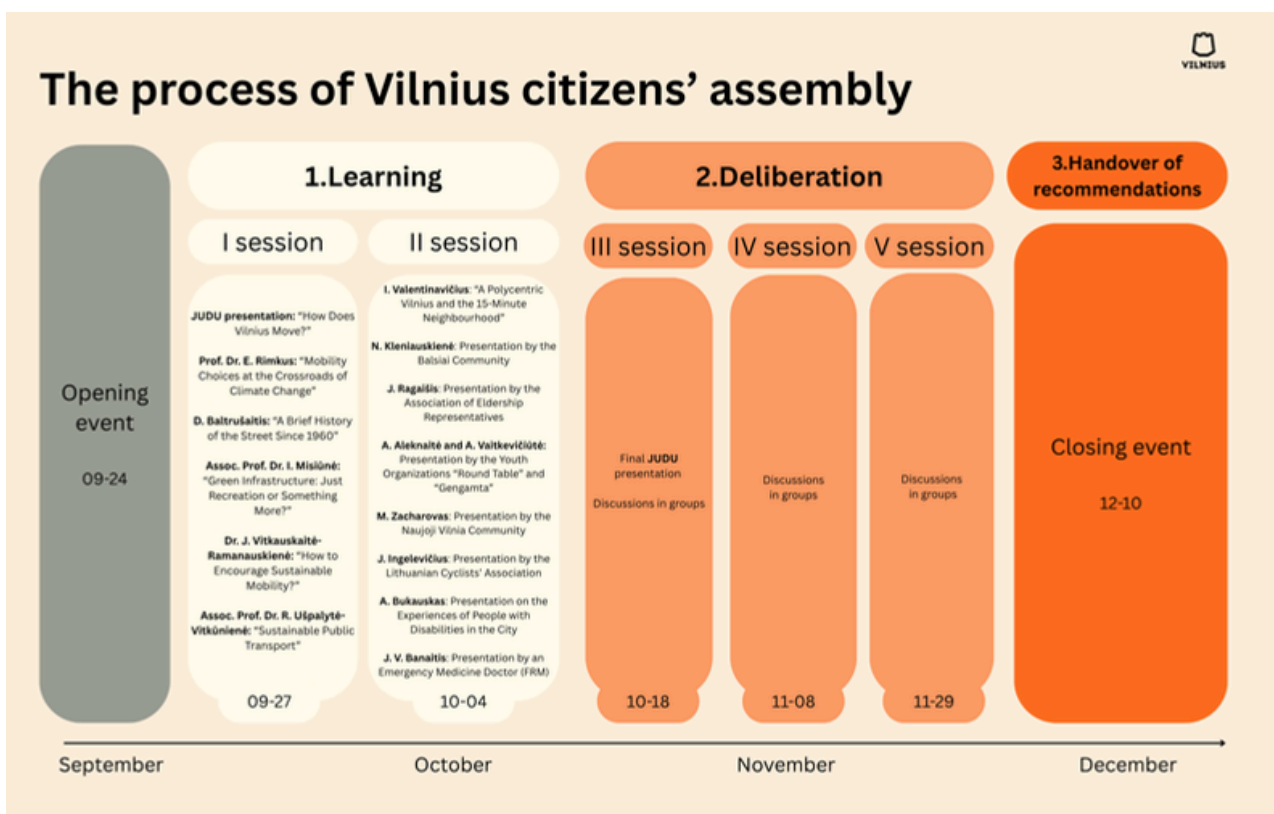 VILNIUS
The process of Vilnius citizens’ assembly
Opening
event
09-24
1.Learning
I session
JUDU presentation: “How Does
Vilnius Move?”
Prof. Dr. E. Rimkus: “Mobility
Choices at the Crossroads of
Climate Change”
D. Baltrušaitis: “A Brief History
of the Street Since 1960”
Assoc. Prof. Dr. I. Misiūnė:
“Green Infrastructure: Just
Recreation or Something
More?”
Dr. J. Vitkauskaitė-
Ramanauskienė: “How to
Encourage Sustainable
Mobility?”
Assoc. Prof. Dr. R. Ušpalytė-
Vitkūnienė: “Sustainable Public
Transport”
09-27
II session
I. Valentinavičius: “A Polycentric
Vilnius and the 15-Minute
Neighbourhood”
N. Kleniauskienė: Presentation by the
Balsiai Community
J. Ragaišis: Presentation by the
Association of Eldership
Representatives
A. Aleknaitė and A. Vaitkevičiūtė:
Presentation by the Youth
Organizations “Round Table” and
“Gengamta”
M. Zacharovas: Presentation by the
Naujoji Vilnia Community
J. Ingelevičius: Presentation by the
Lithuanian Cyclists’ Association
A. Bukauskas: Presentation on the
Experiences of People with
Disabilities in the City
J. V. Banaitis: Presentation by an
Emergency Medicine Doctor (FRM)
10-04
2.Deliberation
III session
Final JUDU
presentation
Discussions in groups
10-18
IV session
Discussions
in groups
11-08
V session
Discussions
in groups
11-29
3.Handover of
recommendations
Closing event
12-10
September
October
November
December